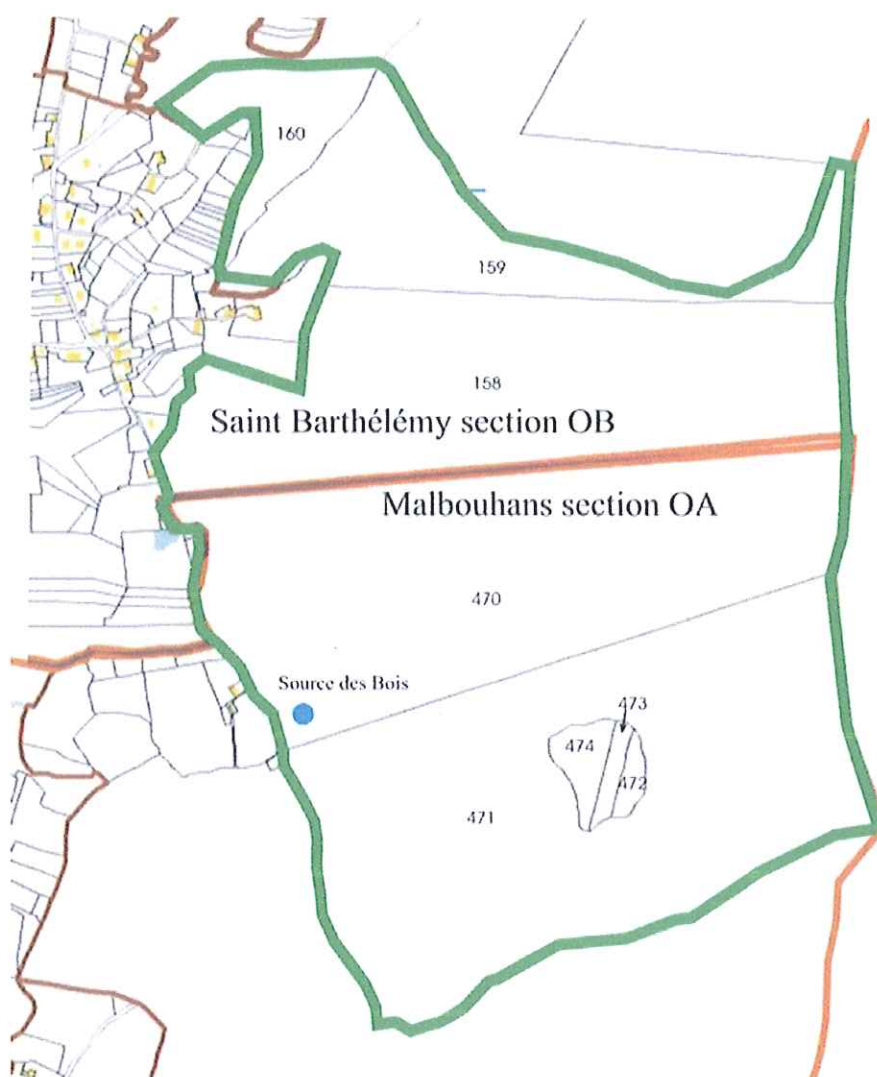 160
159
158
Saint Barthélémy section OB
Malbouhans section OA
470
Source des Bois
473
474
472
471